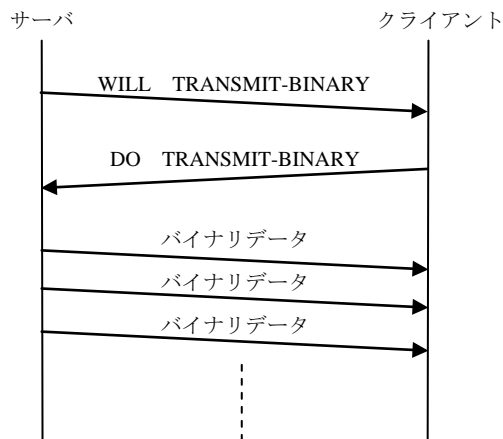 サーバ
クライアント
WILL TRANSMIT-BINARY
DO TRANSMIT-BINARY
バイナリデータ
バイナリデータ
バイナリデータ